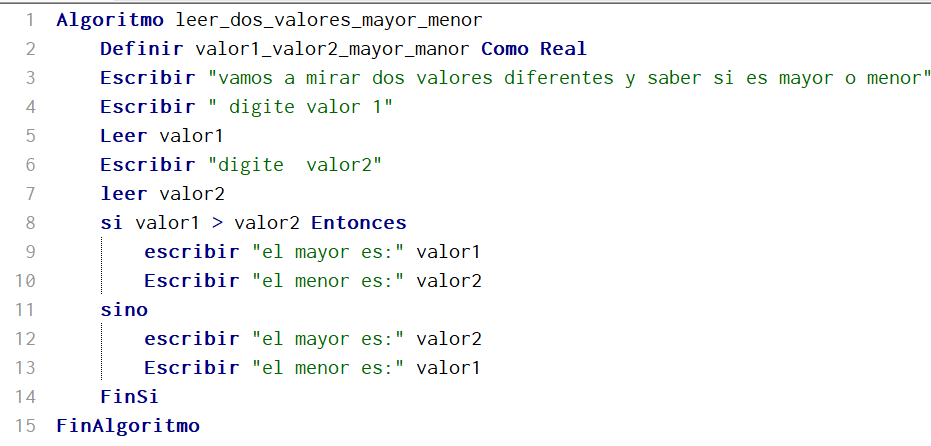 1 Algoritmo leer_dos_valores_mayor_menor
2 Definir valor1_valor2_mayor_manor Como Real
3 Escribir "vamos a mirar dos valores diferentes y saber si es mayor o menor"
4 Escribir " digite valor 1"
5 Leer valor1
6 Escribir "digite  valor2"
7 leer valor2
8 si valor1 > valor2 Entonces
9 escribir "el mayor es:" valor1
10 Escribir "el menor es:" valor2
11 sino
12 escribir "el mayor es:" valor2
13 Escribir "el menor es:" valor1
14 FinSi
15 FinAlgoritmo